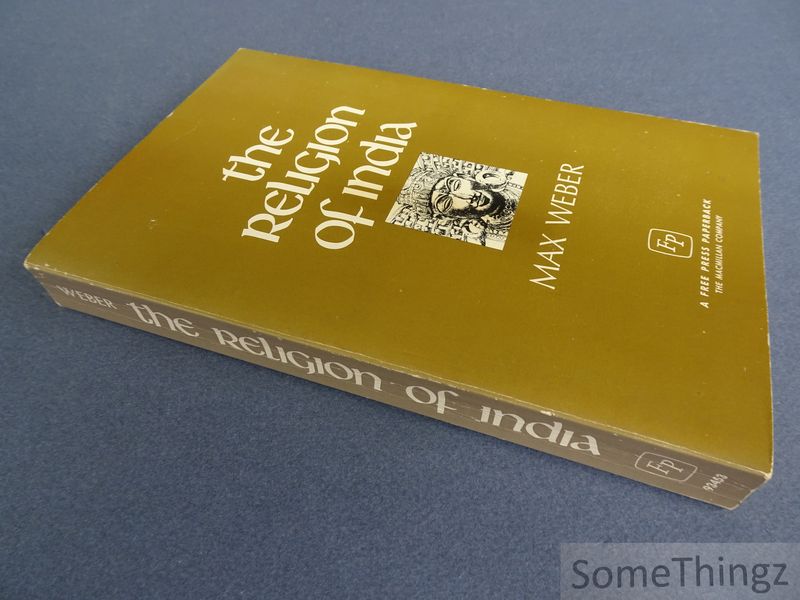 the
Religion
of india
MAX WEBER
FP
A FREE PRESS PAPERBACK
THE MACMILLAN COMPANY
WEBER the Religion of india FP 93463
SomeThingz